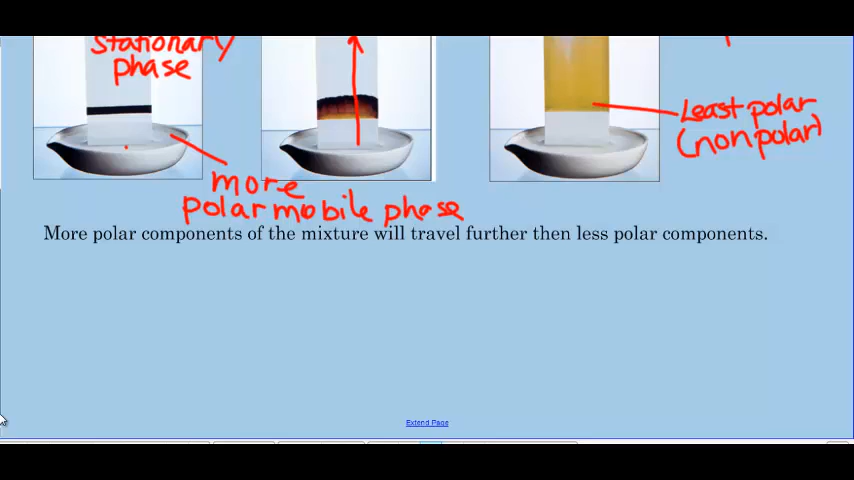 stationary
phase
Least polar
(nonpolar)
more
polar mobile phase
More polar components of the mixture will travel further then less polar components.
Extend Page